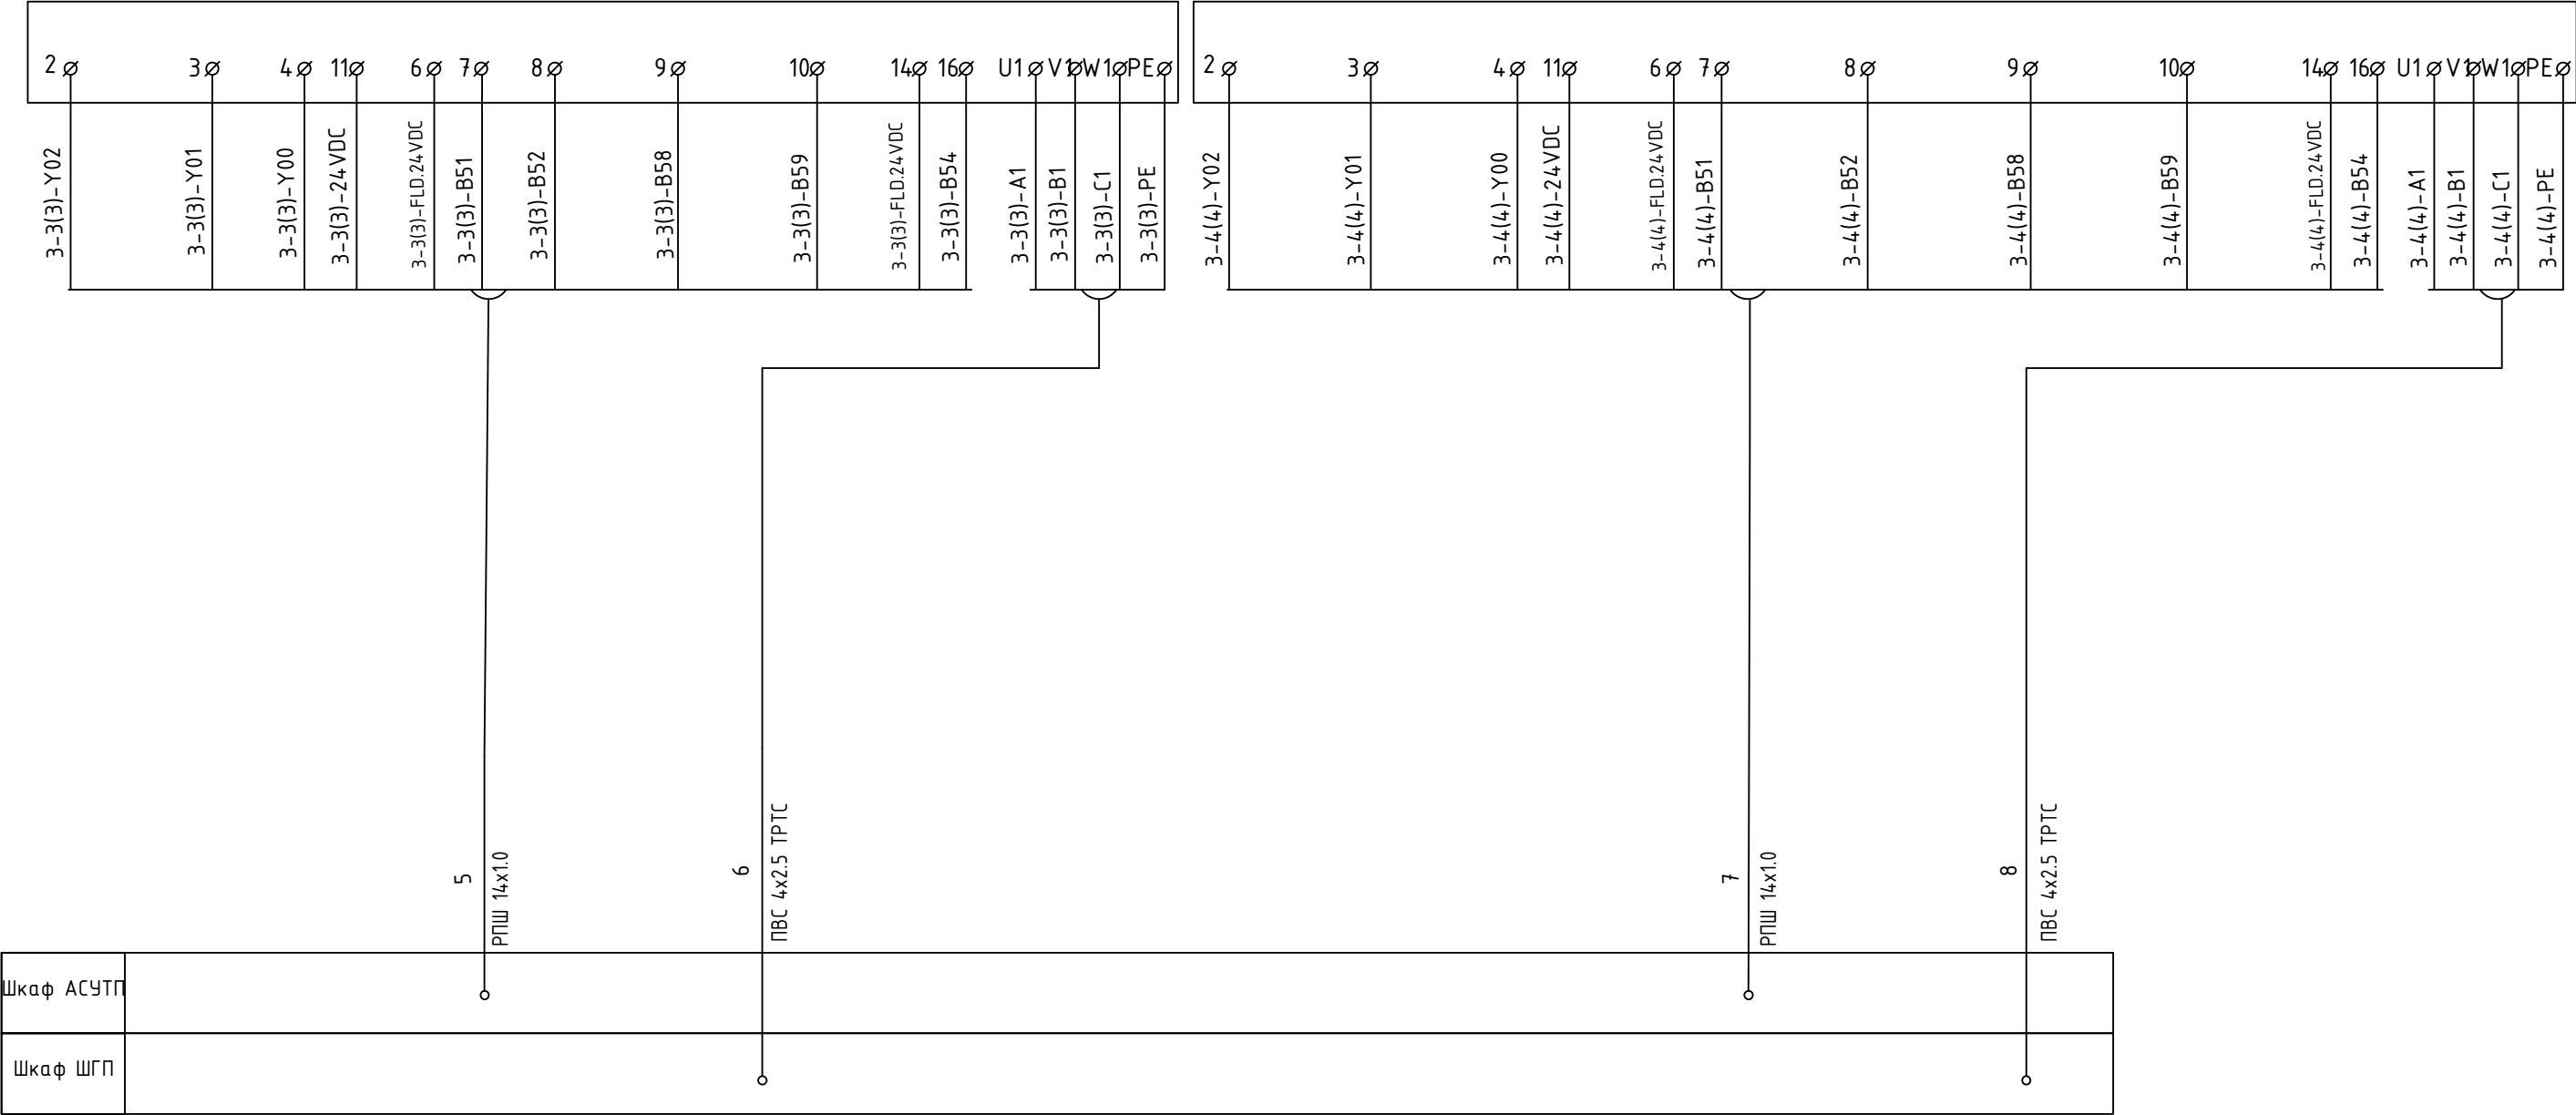 2 3 4 11 6 7 8 9 10 14 16 U1 V1 W1 PE
2 3 4 11 6 7 8 9 10 14 16 U1 V1 W1 PE
3-3(3)-Y02
3-3(3)-Y01
3-3(3)-Y00
3-3(3)-24VDC
3-3(3)-FLD.24VDC
3-3(3)-B51
3-3(3)-B52
3-3(3)-B58
3-3(3)-B59
3-3(3)-FLD.24VDC
3-3(3)-B54
3-3(3)-A1
3-3(3)-B1
3-3(3)-C1
3-3(3)-PE
3-4(4)-Y02
3-4(4)-Y01
3-4(4)-Y00
3-4(4)-24VDC
3-4(4)-FLD.24VDC
3-4(4)-B51
3-4(4)-B52
3-4(4)-B58
3-4(4)-B59
3-4(4)-FLD.24VDC
3-4(4)-B54
3-4(4)-A1
3-4(4)-B1
3-4(4)-C1
3-4(4)-PE
5
РПШ 14x1.0
6
ПВС 4x2.5 ТРТС
7
РПШ 14x1.0
8
ПВС 4x2.5 ТРТС
Шкаф АСУТП
Шкаф ШГП